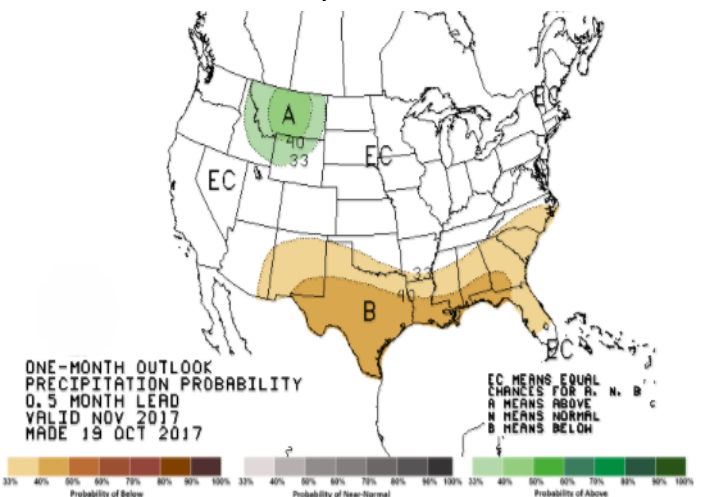 A
40
33
EC
EC
EC
33
40
B
EC
ONE-MONTH OUTLOOK
PRECIPITATION PROBABILITY
0.5 MONTH LEAD
VALID NOV 2017
MADE 19 OCT 2017
EC MEANS EQUAL
CHANCES FOR A, N, B
A MEANS ABOVE
N MEANS NORMAL
B MEANS BELOW
33% 40% 50% 60% 70% 80% 90% 100%
Probability of Below
33% 40% 50% 60% 70% 80% 90% 100%
Probability of Near-Normal
33% 40% 50% 60% 70% 80% 90% 100%
Probability of Above